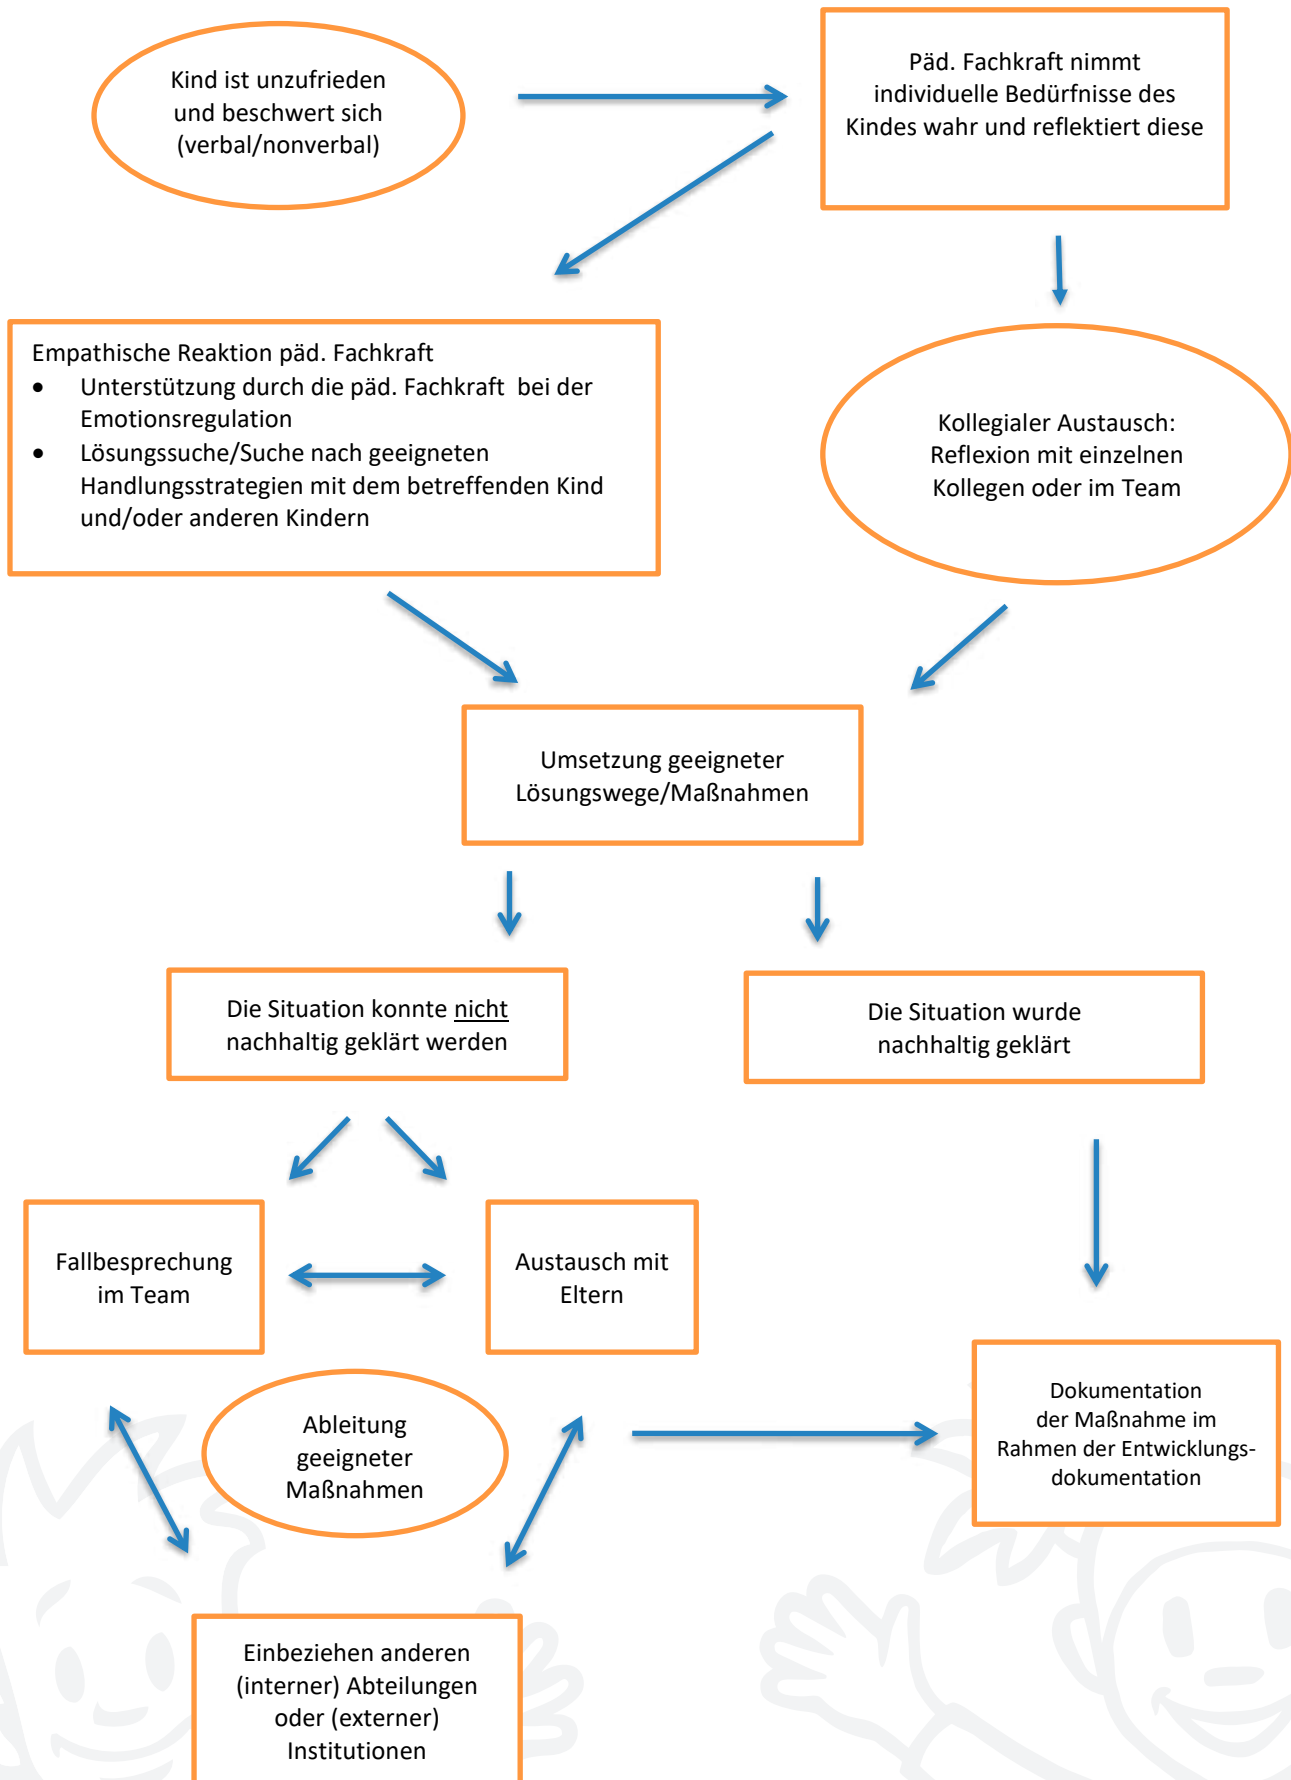 Kind ist unzufrieden
und beschwert sich
(verbal/nonverbal)
Päd. Fachkraft nimmt
individuelle Bedürfnisse des
Kindes wahr und reflektiert diese
Empathische Reaktion päd. Fachkraft
• Unterstützung durch die päd. Fachkraft bei der
Emotionsregulation
• Lösungssuche/Suche nach geeigneten
Handlungsstrategien mit dem betreffenden Kind
und/oder anderen Kindern
Kollegialer Austausch:
Reflexion mit einzelnen
Kollegen oder im Team
Umsetzung geeigneter
Lösungswege/Maßnahmen
Die Situation konnte nicht
nachhaltig geklärt werden
Die Situation wurde
nachhaltig geklärt
Fallbesprechung
im Team
Austausch mit
Eltern
Ableitung
geeigneter
Maßnahmen
Dokumentation
der Maßnahme im
Rahmen der Entwicklungs-
dokumentation
Einbeziehen anderen
(interner) Abteilungen
oder (externer)
Institutionen